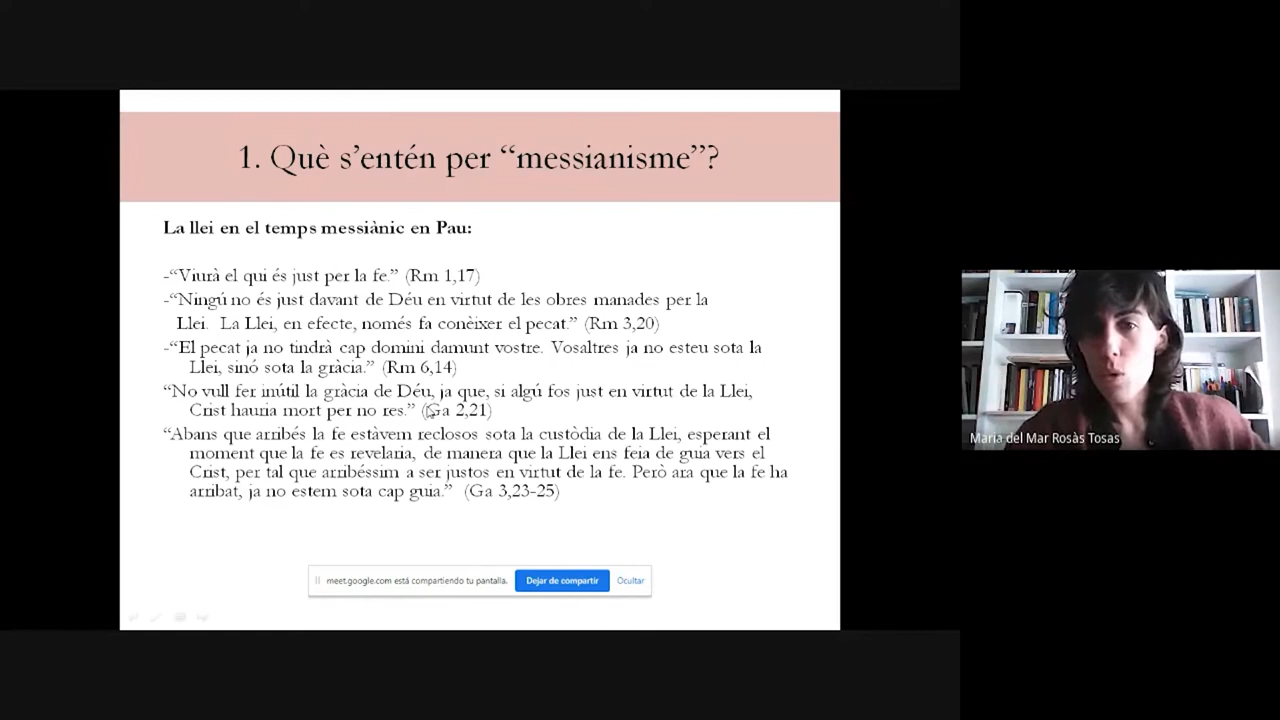 1. Què s’entén per “messianisme”?
La llei en el temps messiànic en Pau:
-“Viurà el qui és just per la fe.” (Rm 1,17)
-“Ningú no és just davant de Déu en virtut de les obres manades per la
Llei. La Llei, en efecte, només fa conèixer el pecat.” (Rm 3,20)
-“El pecat ja no tindrà cap domini damunt vostre. Vosaltres ja no esteu sota la
Llei, sinó sota la gràcia.” (Rm 6,14)
“No vull fer inútil la gràcia de Déu, ja que, si algú fos just en virtut de la Llei,
Crist hauria mort per no res.” (Ga 2,21)
“Abans que arribés la fe estàvem reclosos sota la custòdia de la Llei, esperant el
moment que la fe es revelaria, de manera que la Llei ens feia de guia vers el
Crist, per tal que arribéssim a ser justos en virtut de la fe. Però ara que la fe ha
arribat, ja no estem sota cap guia.” (Ga 3,23-25)
meet.google.com está compartiendo tu pantalla. Dejar de compartir Ocultar
Maria del Mar Rosàs Tosas